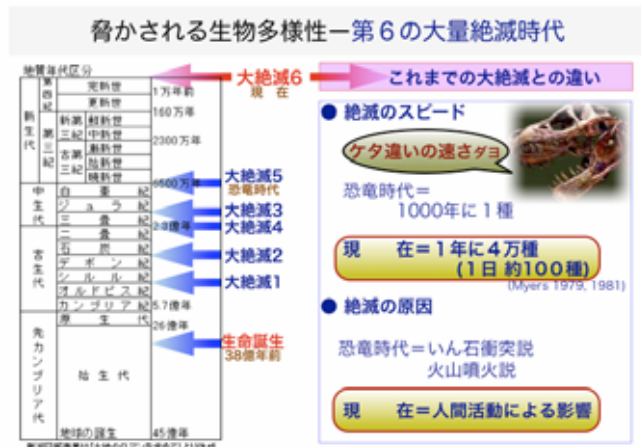 脅かされる生物多様性ー第6の大量絶滅時代
地質年代区分
大絶滅6
現 在
これまでの大絶滅との違い
新生代
第四紀
完新世
1万年前
更新世
160万年
第三紀
新第三紀
鮮新世
中新世
2300万年
古第三紀
漸新世
始新世
暁新世
6500万年
大絶滅5
恐竜時代
中生代
白亜紀
ジュラ紀
大絶滅3
三畳紀
大絶滅4
古生代
二畳紀
石炭紀
大絶滅2
デボン紀
シルル紀
大絶滅1
オルドビス紀
カンブリア紀
5.7億年
先カンブリア代
原生代
26億年
生命誕生
38億年前
始生代
地球の誕生
45億年
● 絶滅のスピード
ケタ違いの速さダヨ
恐竜時代=
1000年に1種
現 在=1年に4万種
(1日 約100種)
(Myers 1979, 1981)
● 絶滅の原因
恐竜時代=いん石衝突説
火山噴火説
現 在=人間活動による影響